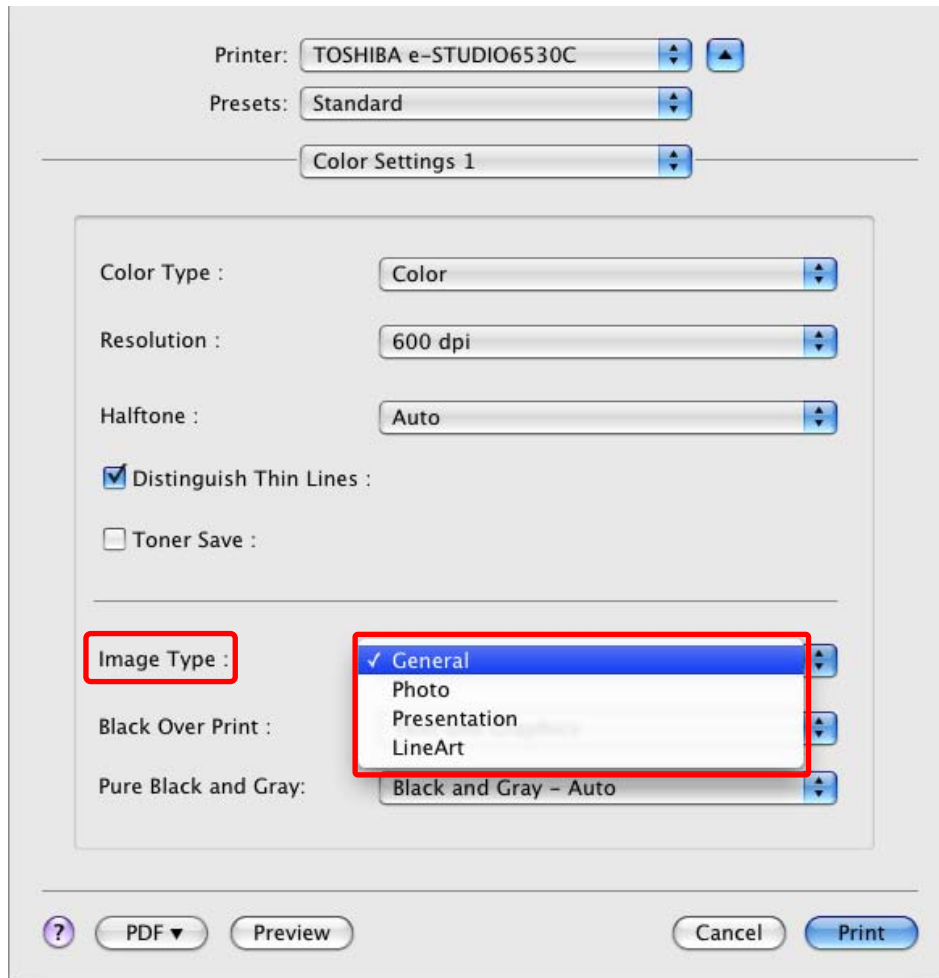 Printer: TOSHIBA e-STUDIO6530C
Presets: Standard
Color Settings 1
Color Type : Color
Resolution : 600 dpi
Halftone : Auto
Distinguish Thin Lines :
Toner Save :
Image Type : ✓ General
Photo
Presentation
LineArt
Black Over Print :
Pure Black and Gray: Black and Gray – Auto
? PDF ▼ Preview Cancel Print